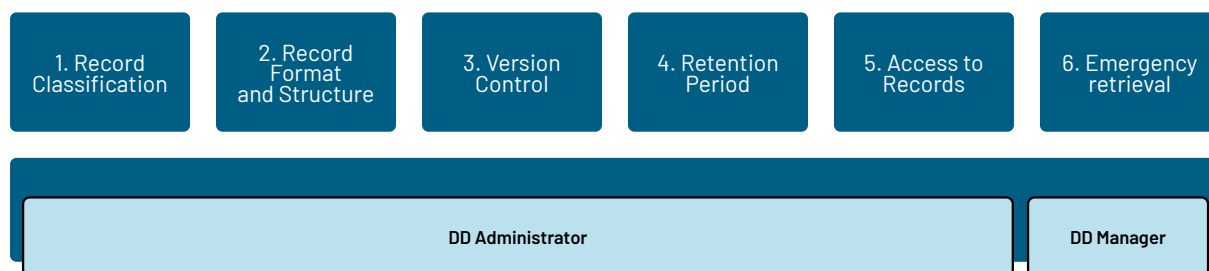 1. Record
Classification
2. Record
Format
and Structure
3. Version
Control
4. Retention
Period
5. Access to
Records
6. Emergency
retrieval
DD Administrator
DD Manager